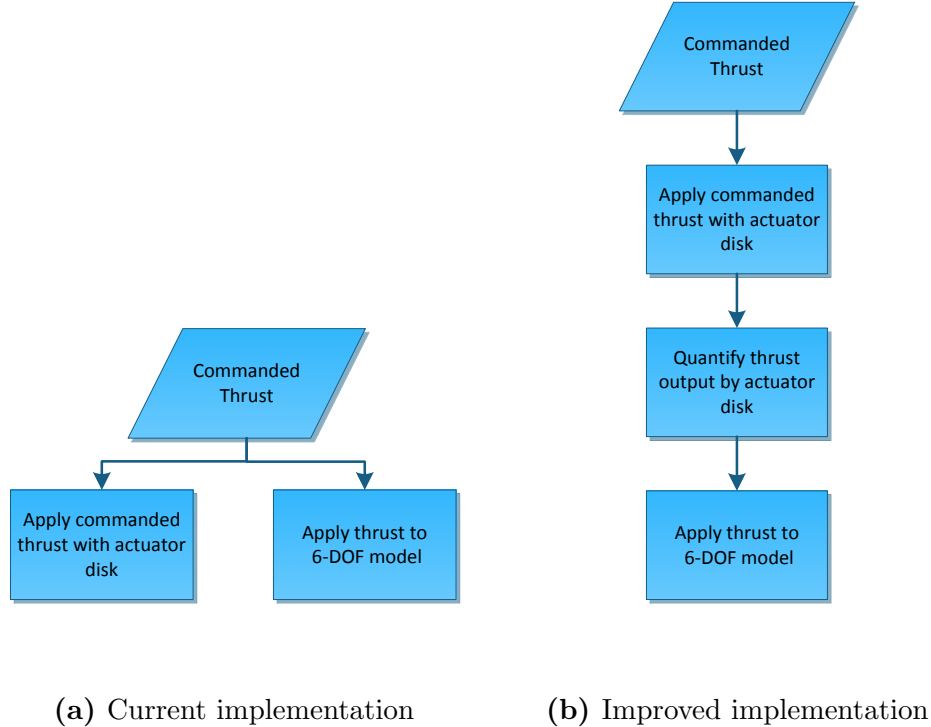 Commanded
Thrust
Apply commanded
thrust with actuator
disk
Apply thrust to
6-DOF model
(a) Current implementation
Commanded
Thrust
Apply commanded
thrust with actuator
disk
Quantify thrust
output by actuator
disk
Apply thrust to
6-DOF model
(b) Improved implementation